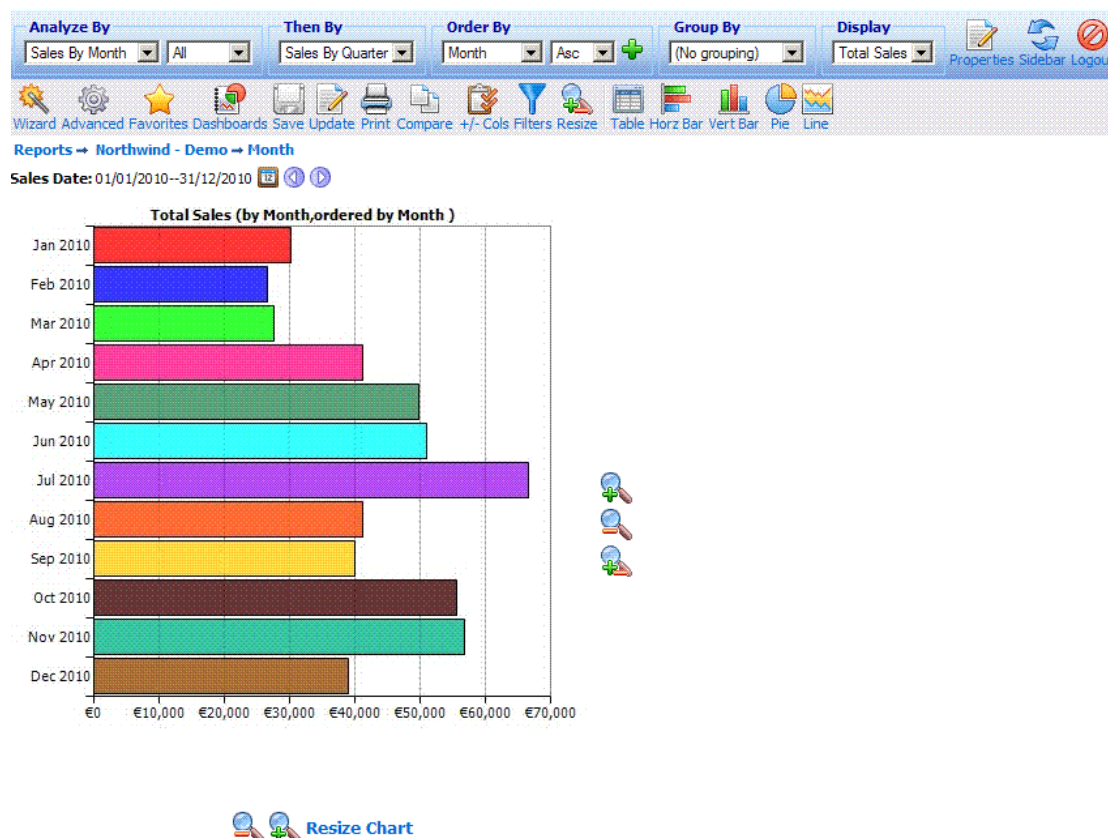 Analyze By Then By Order By Group By Display
Sales By Month All Sales By Quarter Month Asc (No grouping) Total Sales
Properties Sidebar Logou
Wizard Advanced Favorites Dashboards Save Update Print Compare +/- Cols Filters Resize Table Horz Bar Vert Bar Pie Line
Reports → Northwind - Demo → Month
Sales Date: 01/01/2010--31/12/2010 12
Total Sales (by Month,ordered by Month )
Jan 2010
Feb 2010
Mar 2010
Apr 2010
May 2010
Jun 2010
Jul 2010
Aug 2010
Sep 2010
Oct 2010
Nov 2010
Dec 2010
€0 €10,000 €20,000 €30,000 €40,000 €50,000 €60,000 €70,000
Resize Chart